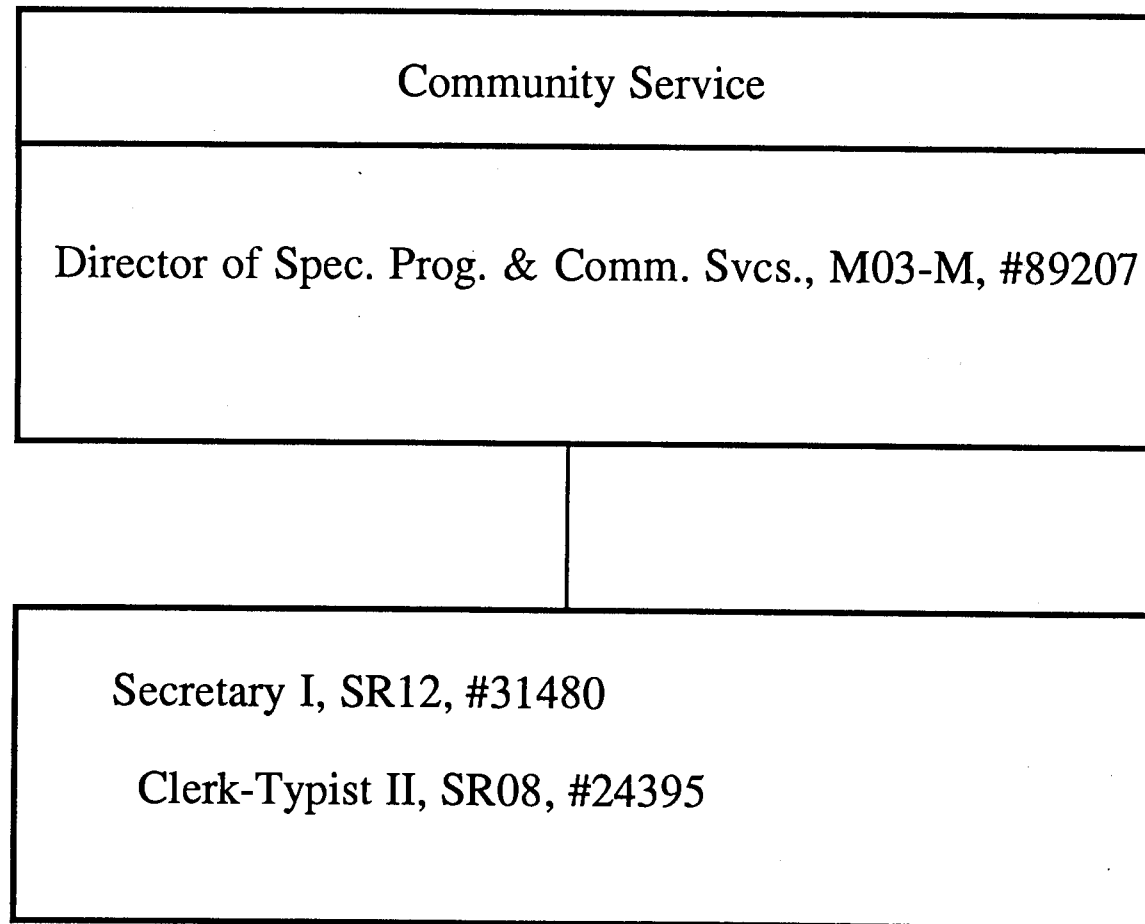 Community Service
Director of Spec. Prog. & Comm. Svcs., M03-M, #89207
Secretary I, SR12, #31480
Clerk-Typist II, SR08, #24395